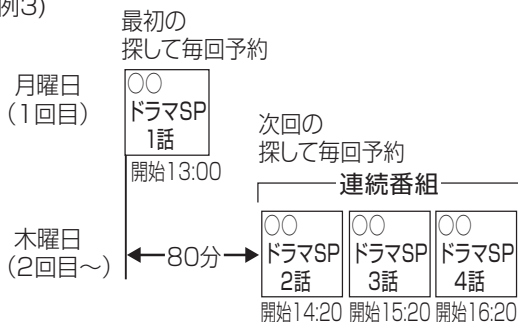 例3)
最初の
探して毎回予約
月曜日
(1回目)
○○
ドラマSP
1話
開始13:00
次回の
探して毎回予約
連続番組
木曜日
(2回目～)
80分
○○
ドラマSP
2話
○○
ドラマSP
3話
○○
ドラマSP
4話
開始14:20 開始15:20 開始16:20